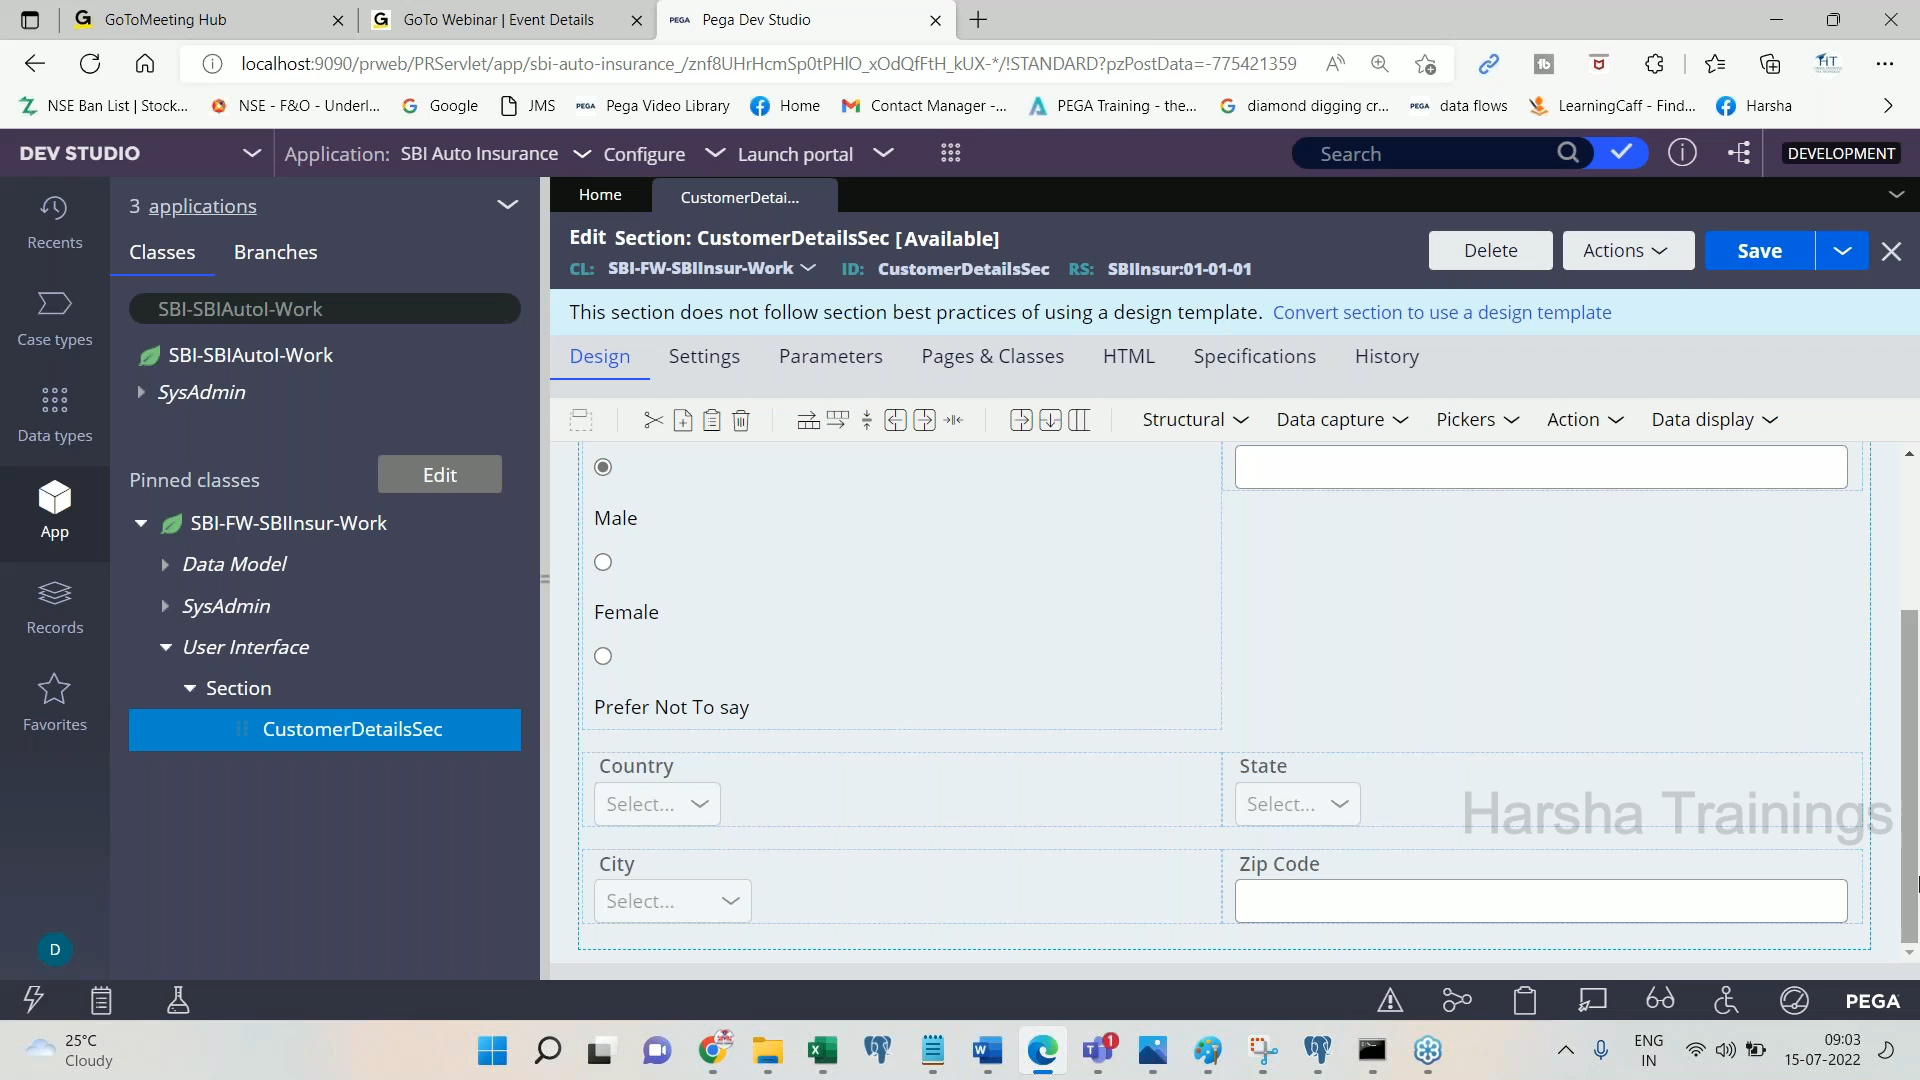 GoToMeeting Hub
GoTo Webinar | Event Details
PEGA Pega Dev Studio
localhost:9090/prweb/PRServlet/app/sbi-auto-insurance_/znf8UHrHcmSp0tPHlO_xOdQfFtH_kUX-*/!STANDARD?pzPostData=-775421359
NSE Ban List | Stock...
NSE - F&O - Underl...
Google
JMS
PEGA Pega Video Library
Home
Contact Manager -...
PEGA Training - the...
diamond digging cr...
PEGA data flows
LearningCaff - Find...
Harsha
DEV STUDIO
Application: SBI Auto Insurance
Configure
Launch portal
Search
DEVELOPMENT
Recents
Case types
Data types
App
Records
Favorites
D
3 applications
Classes
Branches
SBI-SBIAutoI-Work
SBI-SBIAutoI-Work
SysAdmin
Pinned classes
Edit
SBI-FW-SBIInsur-Work
Data Model
SysAdmin
User Interface
Section
CustomerDetailsSec
Home
CustomerDetai...
Edit Section: CustomerDetailsSec [Available]
CL: SBI-FW-SBIInsur-Work ID: CustomerDetailsSec RS: SBIInsur:01-01-01
Delete
Actions
Save
This section does not follow section best practices of using a design template. Convert section to use a design template
Design
Settings
Parameters
Pages & Classes
HTML
Specifications
History
Structural
Data capture
Pickers
Action
Data display
Male
Female
Prefer Not To say
Country
Select...
State
Select...
Harsha Trainings
City
Select...
Zip Code
PEGA
25°C
Cloudy
1
ENG
IN
09:03
15-07-2022